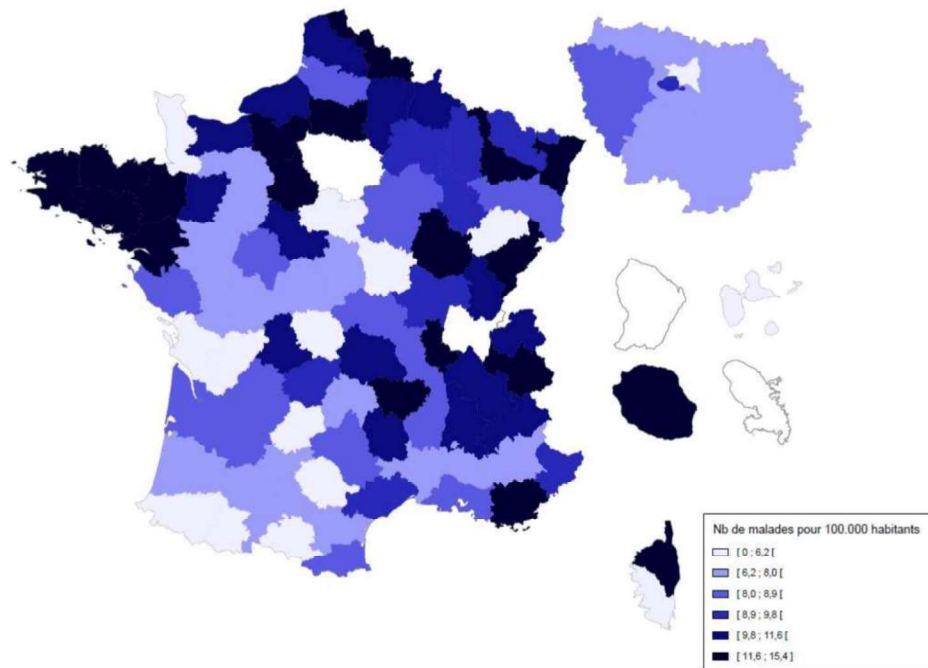 Nb de malades pour 100.000 habitants
[ 0 ; 6,2 [
[ 6,2 ; 8,0 [
[ 8,0 ; 8,9 [
[ 8,9 ; 9,8 [
[ 9,8 ; 11,6 [
[ 11,6 ; 15,4 ]